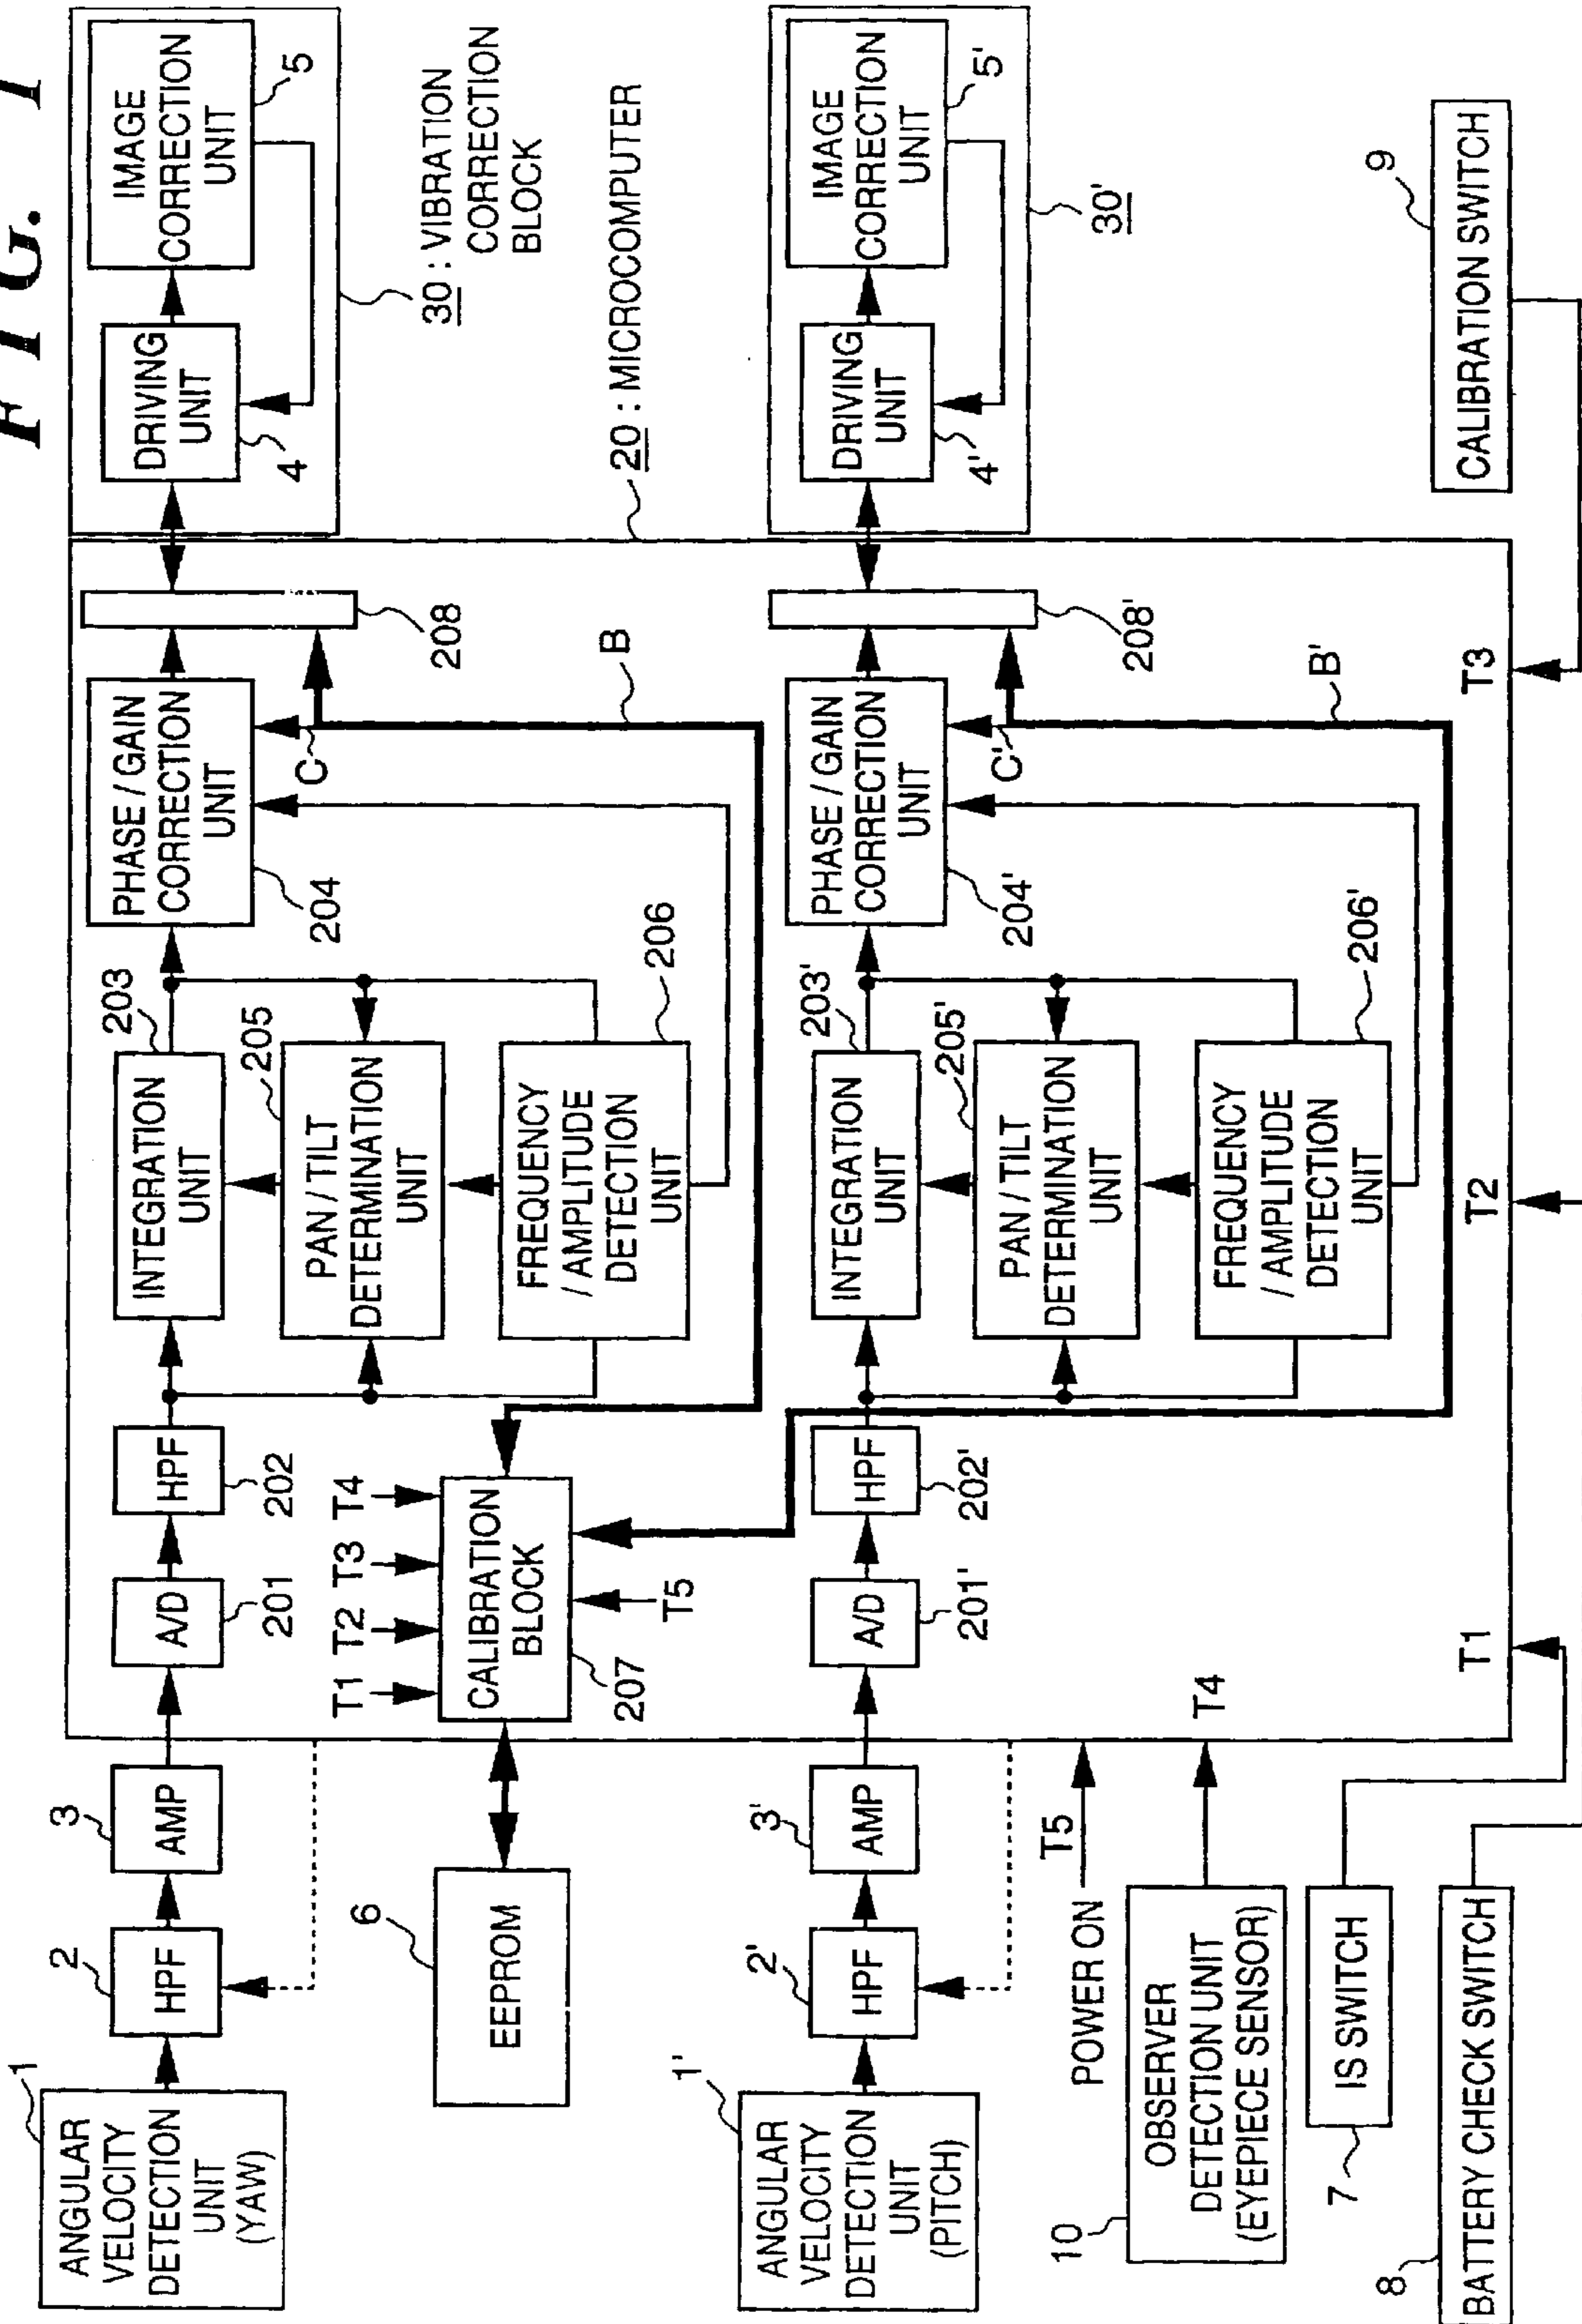 FIG. 1
1
ANGULAR
VELOCITY
DETECTION
UNIT
(YAW)
2
HPF
3
AMP
A/D
201
HPF
202
INTEGRATION
UNIT
203
PAN / TILT
DETERMINATION
UNIT
205
FREQUENCY
/ AMPLITUDE
DETECTION
UNIT
206
PHASE / GAIN
CORRECTION
UNIT
204
C
B
208
DRIVING
UNIT
4
IMAGE
CORRECTION
UNIT
5
30 : VIBRATION
CORRECTION
BLOCK
20 : MICROCOMPUTER
6
EEPROM
T1
T2
T3
T4
CALIBRATION
BLOCK
207
T5
1'
ANGULAR
VELOCITY
DETECTION
UNIT
(PITCH)
2'
HPF
3'
AMP
A/D
201'
HPF
202'
INTEGRATION
UNIT
203'
PAN / TILT
DETERMINATION
UNIT
205'
FREQUENCY
/ AMPLITUDE
DETECTION
UNIT
206'
PHASE / GAIN
CORRECTION
UNIT
204'
C'
B'
208'
DRIVING
UNIT
4'
IMAGE
CORRECTION
UNIT
5'
30'
POWER ON
T5
10
OBSERVER
DETECTION UNIT
(EYEPIECE SENSOR)
T4
7
IS SWITCH
8
BATTERY CHECK SWITCH
T1
T2
T3
9
CALIBRATION SWITCH